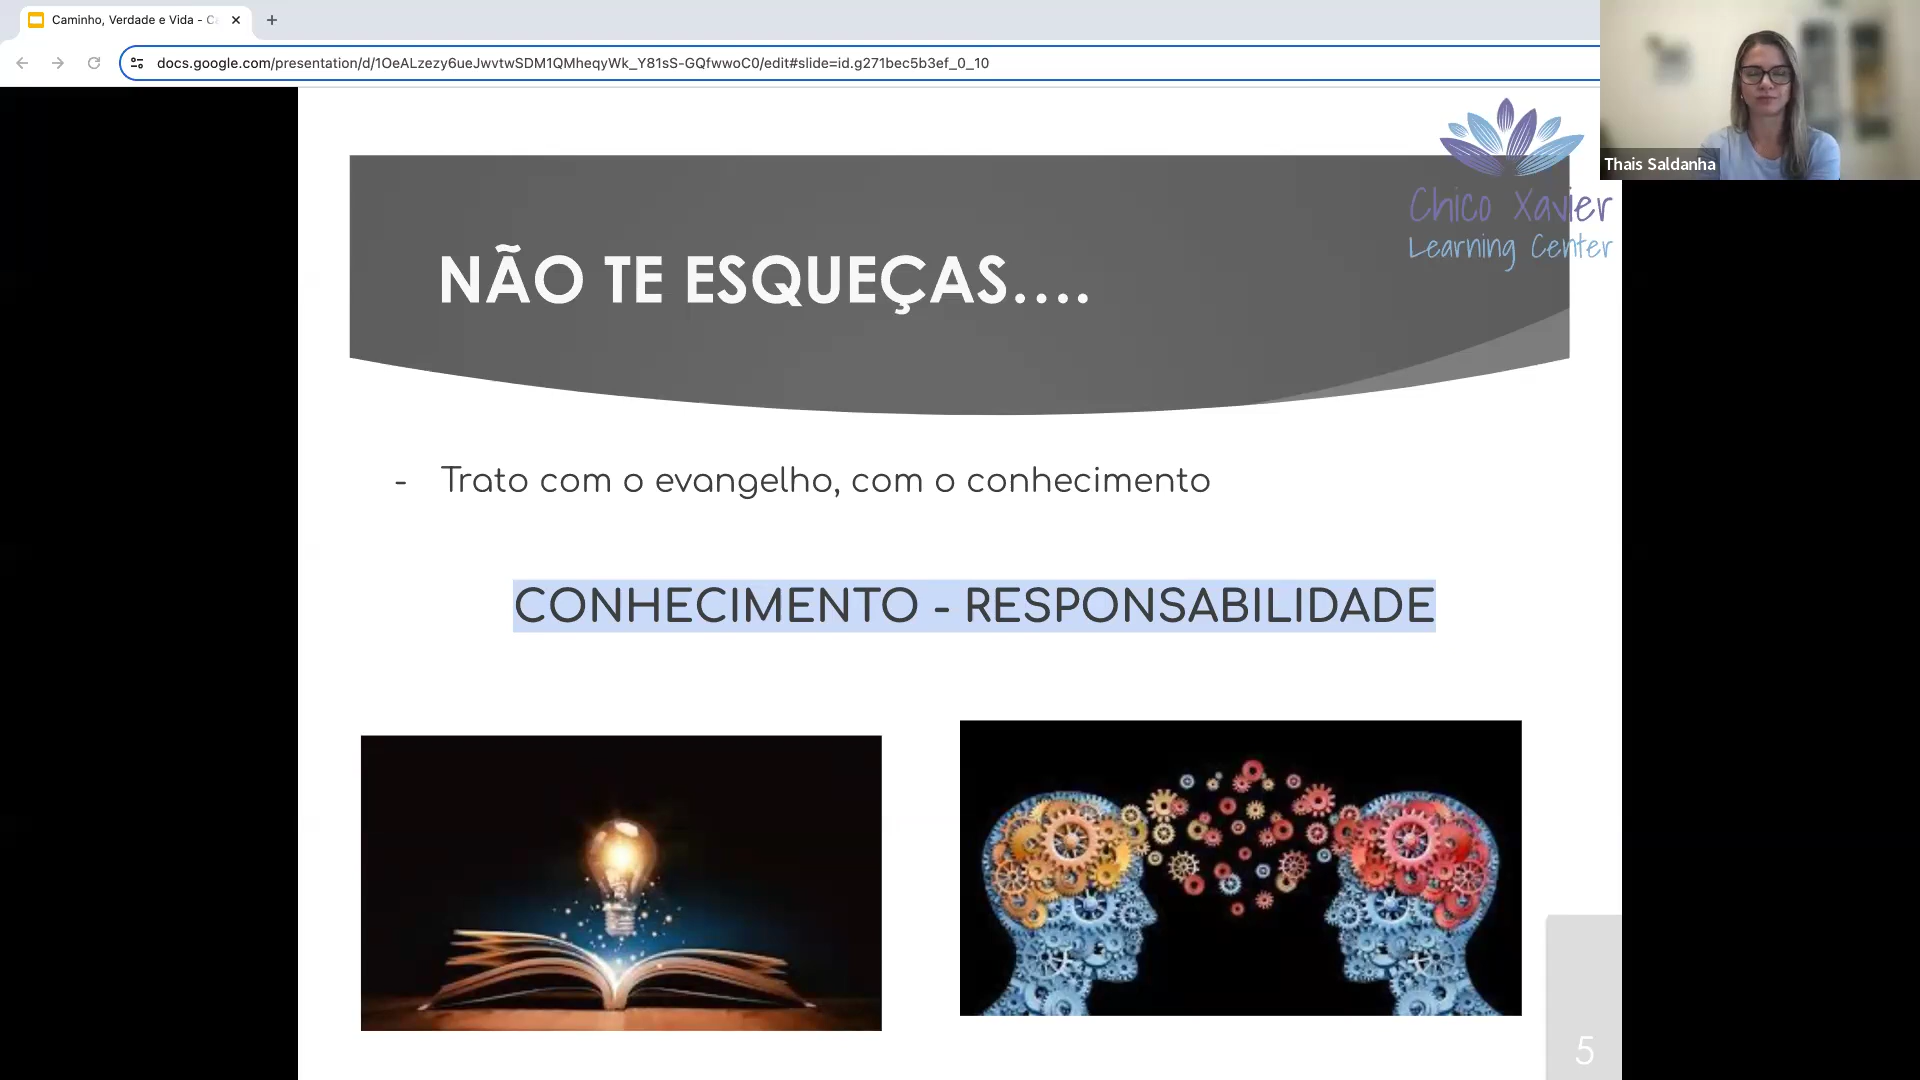 Caminho, Verdade e Vida - C
docs.google.com/presentation/d/1OeALzezy6ueJwvtwSDM1QMheqyWk_Y81sS-GQfwwoC0/edit#slide=id.g271bec5b3ef_0_10
Thais Saldanha
Chico Xavier
Learning Center
NÃO TE ESQUEÇAS....
- Trato com o evangelho, com o conhecimento
CONHECIMENTO - RESPONSABILIDADE
5